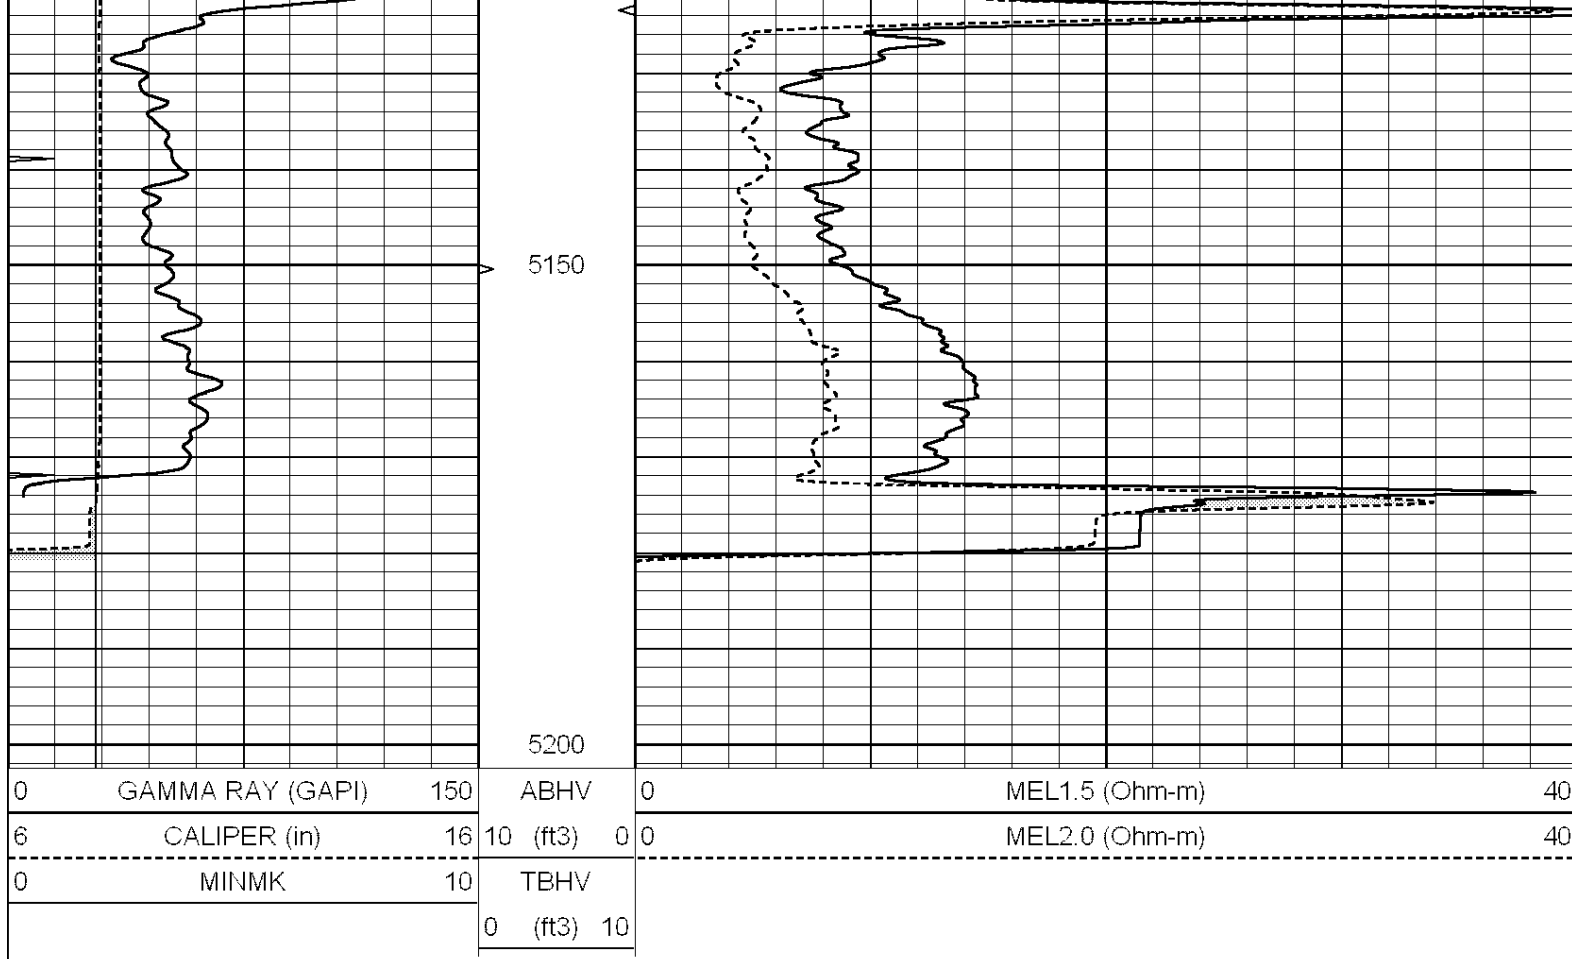 5150
5200
0 GAMMA RAY (GAPI) 150 ABHV 0 MEL1.5 (Ohm-m) 40
6 CALIPER (in) 16 10 (ft3) 0 0 MEL2.0 (Ohm-m) 40
0 MINMK 10 TBHV
0 (ft3) 10